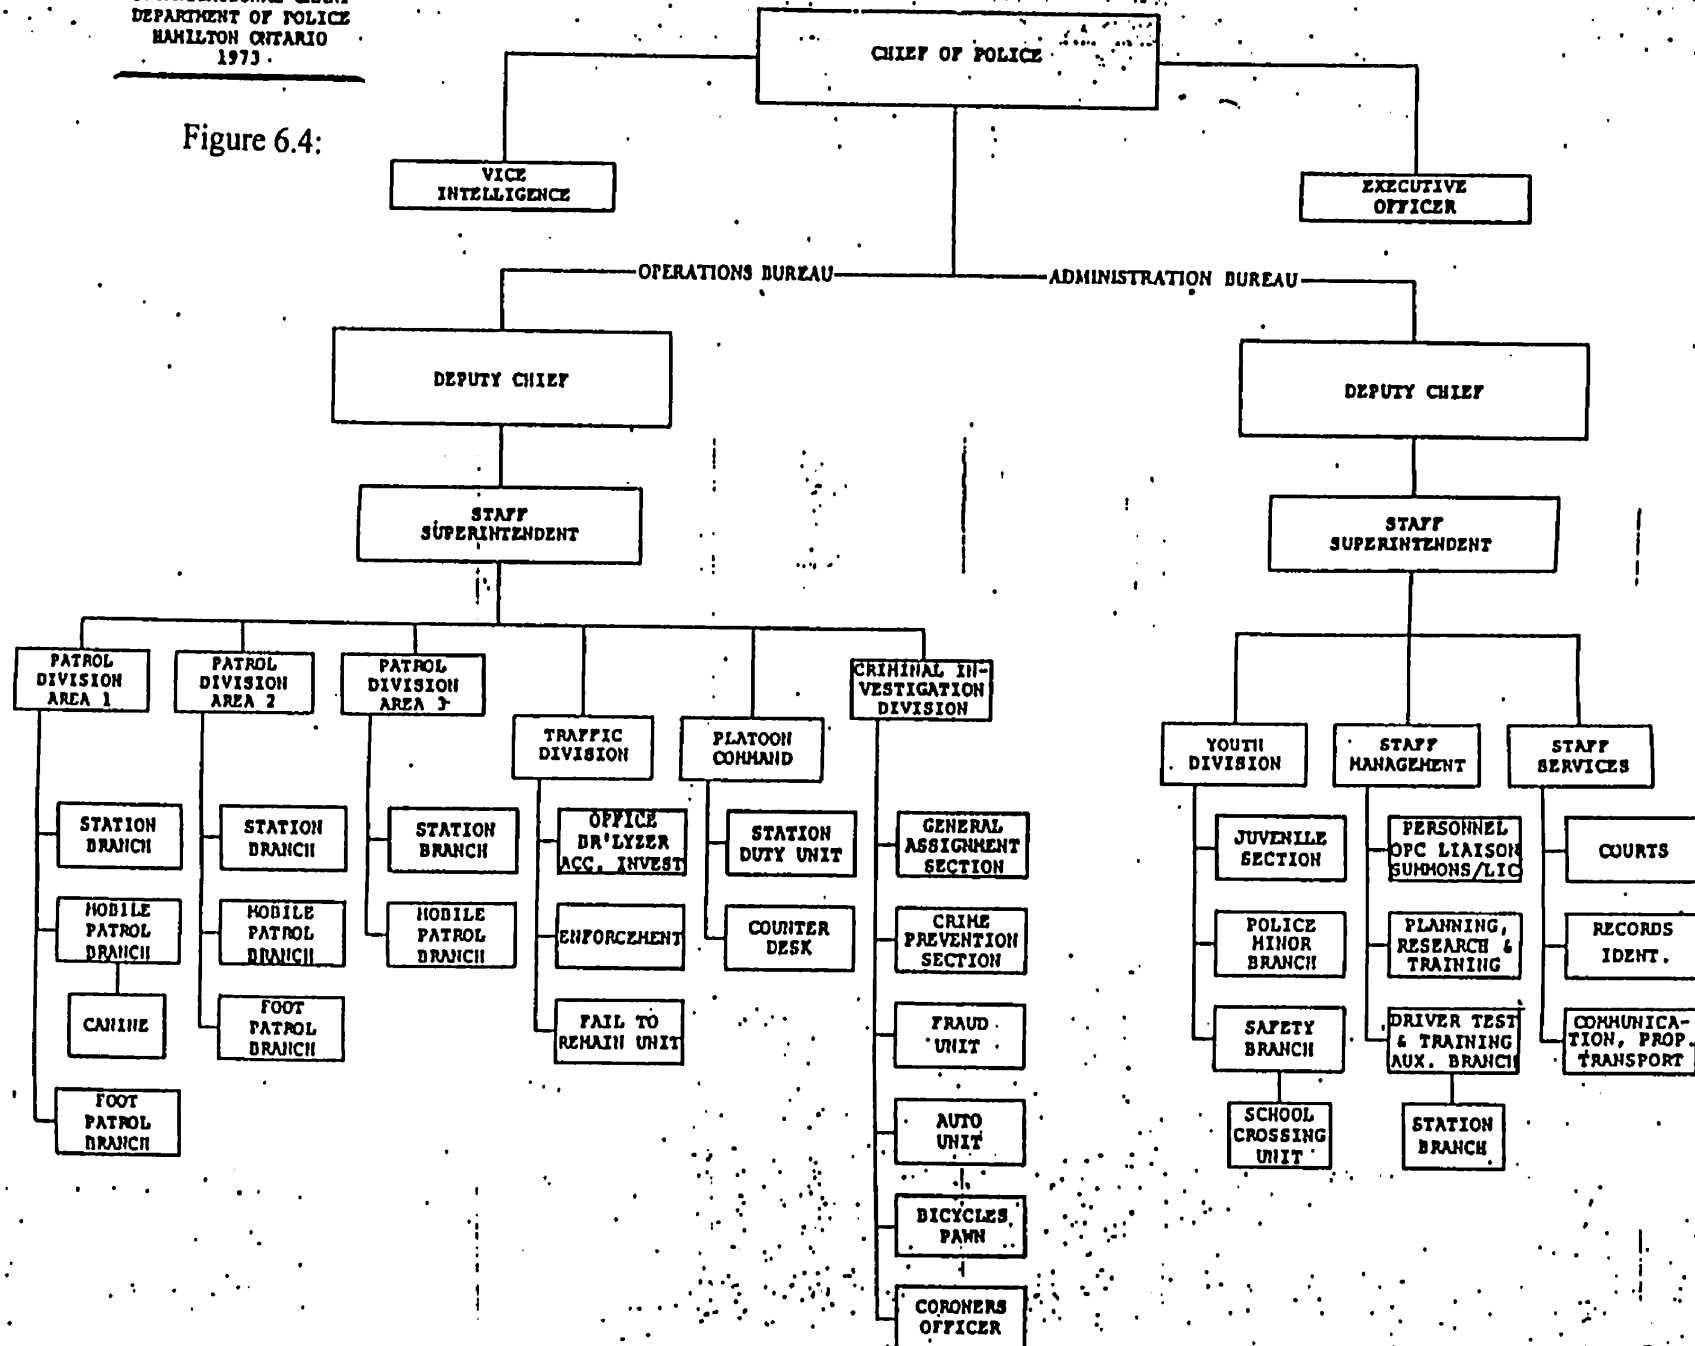 DEPARTMENT OF POLICE
HAMILTON ONTARIO
1973
Figure 6.4:
CHIEF OF POLICE
VICE
INTELLIGENCE
EXECUTIVE
OFFICER
OPERATIONS BUREAU
ADMINISTRATION BUREAU
DEPUTY CHIEF
DEPUTY CHIEF
STAFF
SUPERINTENDENT
STAFF
SUPERINTENDENT
PATROL
DIVISION
AREA 1
PATROL
DIVISION
AREA 2
PATROL
DIVISION
AREA 3
TRAFFIC
DIVISION
PLATOON
COMMAND
CRIMINAL IN-
VESTIGATION
DIVISION
YOUTH
DIVISION
STAFF
MANAGEMENT
STAFF
SERVICES
STATION
BRANCH
MOBILE
PATROL
BRANCH
CANINE
FOOT
PATROL
BRANCH
STATION
BRANCH
MOBILE
PATROL
BRANCH
FOOT
PATROL
BRANCH
STATION
BRANCH
MOBILE
PATROL
BRANCH
OFFICE
BR'LYZER
ACC. INVEST
ENFORCEMENT
FAIL TO
REMAIN UNIT
STATION
DUTY UNIT
COUNTER
DESK
GENERAL
ASSIGNMENT
SECTION
CRIME
PREVENTION
SECTION
FRAUD
UNIT
AUTO
UNIT
BICYCLES
PAWN
CORONERS
OFFICER
JUVENILE
SECTION
POLICE
MINOR
BRANCH
SAFETY
BRANCH
SCHOOL
CROSSING
UNIT
PERSONNEL
OPC LIAISON
SUMMONS/LIC
PLANNING,
RESEARCH &
TRAINING
DRIVER TEST
& TRAINING
AUX. BRANCH
STATION
BRANCH
COURTS
RECORDS
IDENT.
COMMUNICA-
TION, PROP.
TRANSPORT